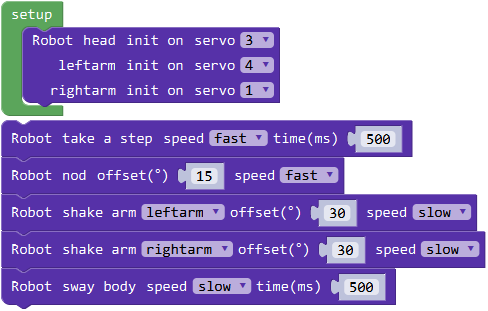 setup
Robot head init on servo 3
leftarm init on servo 4
rightarm init on servo 1
Robot take a step speed fast time(ms) 500
Robot nod offset(°) 15 speed fast
Robot shake arm leftarm offset(°) 30 speed slow
Robot shake arm rightarm offset(°) 30 speed slow
Robot sway body speed slow time(ms) 500